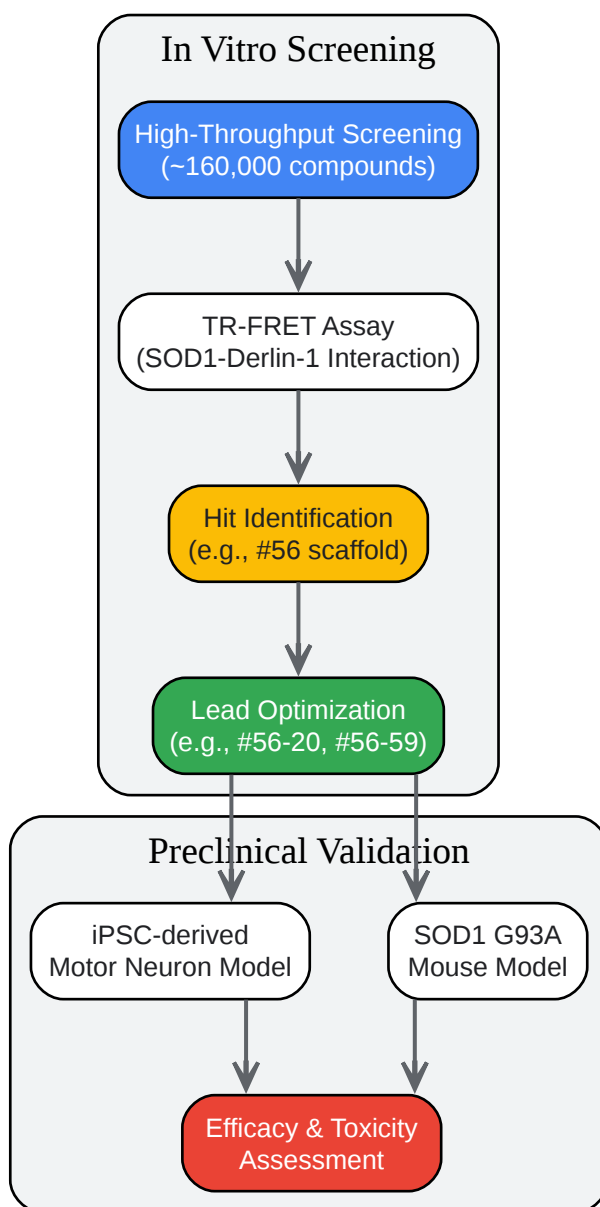 In Vitro Screening
High-Throughput Screening
(~160,000 compounds)
TR-FRET Assay
(SOD1-Derlin-1 Interaction)
Hit Identification
(e.g., #56 scaffold)
Lead Optimization
(e.g., #56-20, #56-59)
Preclinical Validation
iPSC-derived
Motor Neuron Model
SOD1 G93A
Mouse Model
Efficacy & Toxicity
Assessment